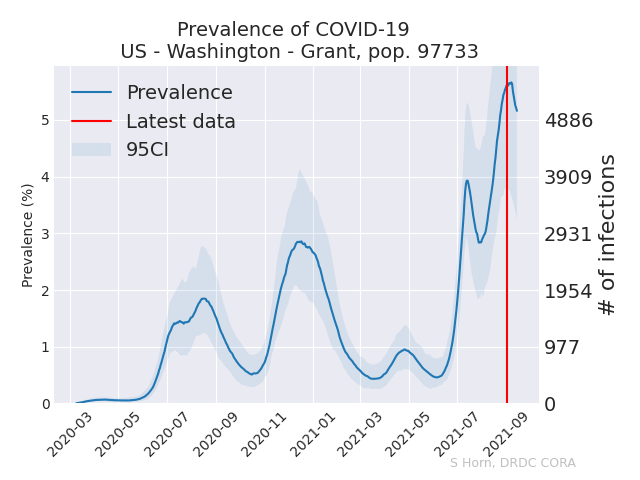 Prevalence of COVID-19
US - Washington - Grant, pop. 97733
Prevalence
Latest data
95CI
Prevalence (%)
5
4
3
2
1
0
4886
3909
2931
1954
977
0
# of infections
2020-03
2020-05
2020-07
2020-09
2020-11
2021-01
2021-03
2021-05
2021-07
2021-09
S Horn, DRDC CORA